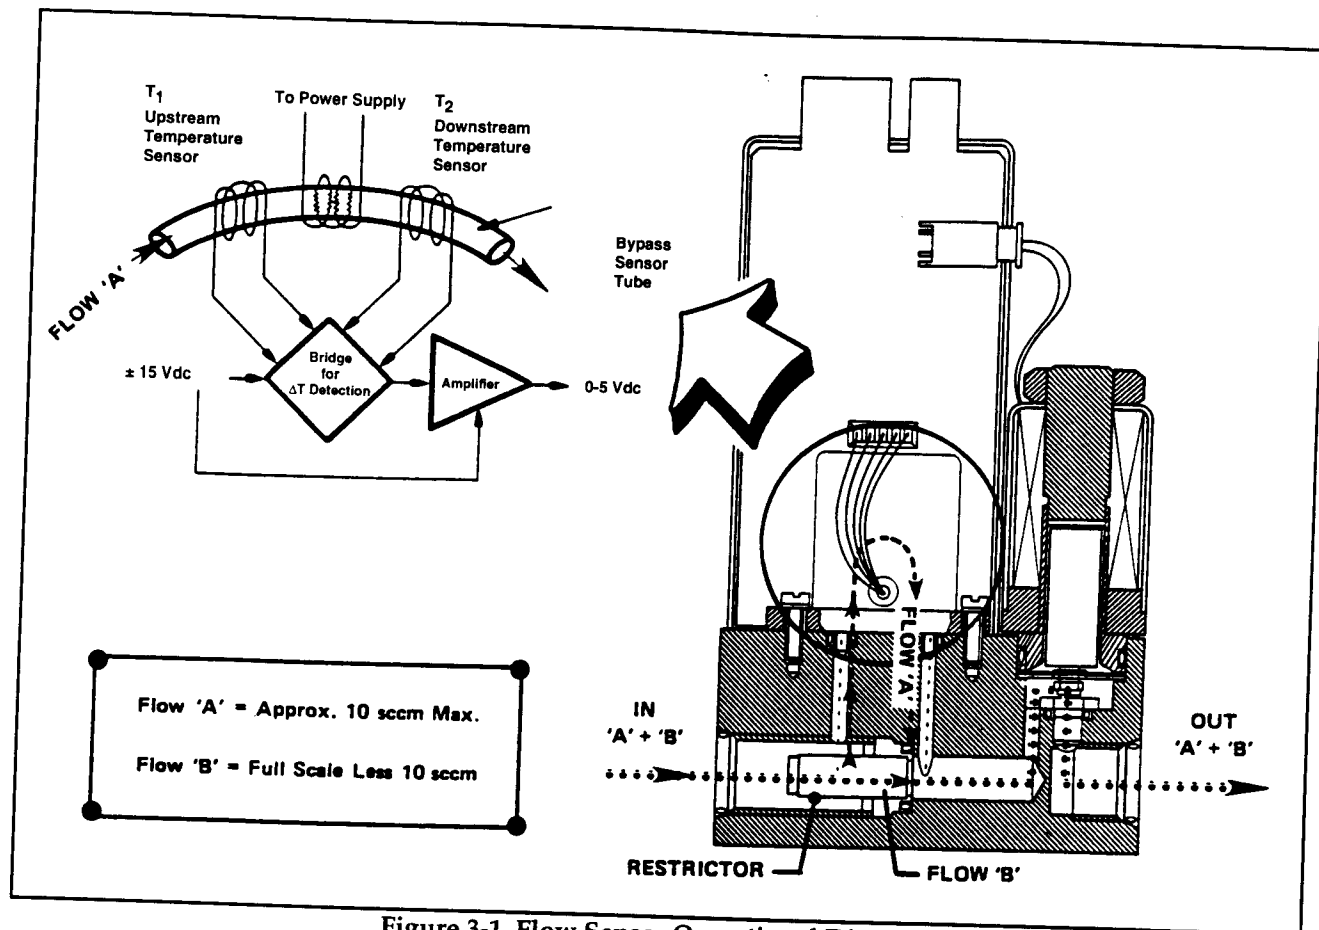 T1
Upstream
Temperature
Sensor
To Power Supply
T2
Downstream
Temperature
Sensor
Bypass
Sensor
Tube
FLOW 'A'
± 15 Vdc
Bridge
for
ΔT Detection
Amplifier
0-5 Vdc
Flow 'A' = Approx. 10 sccm Max.
Flow 'B' = Full Scale Less 10 sccm
FLOW 'A'
IN
'A' + 'B'
OUT
'A' + 'B'
RESTRICTOR
FLOW 'B'
Figure 3-1 Flow Sensor Operational